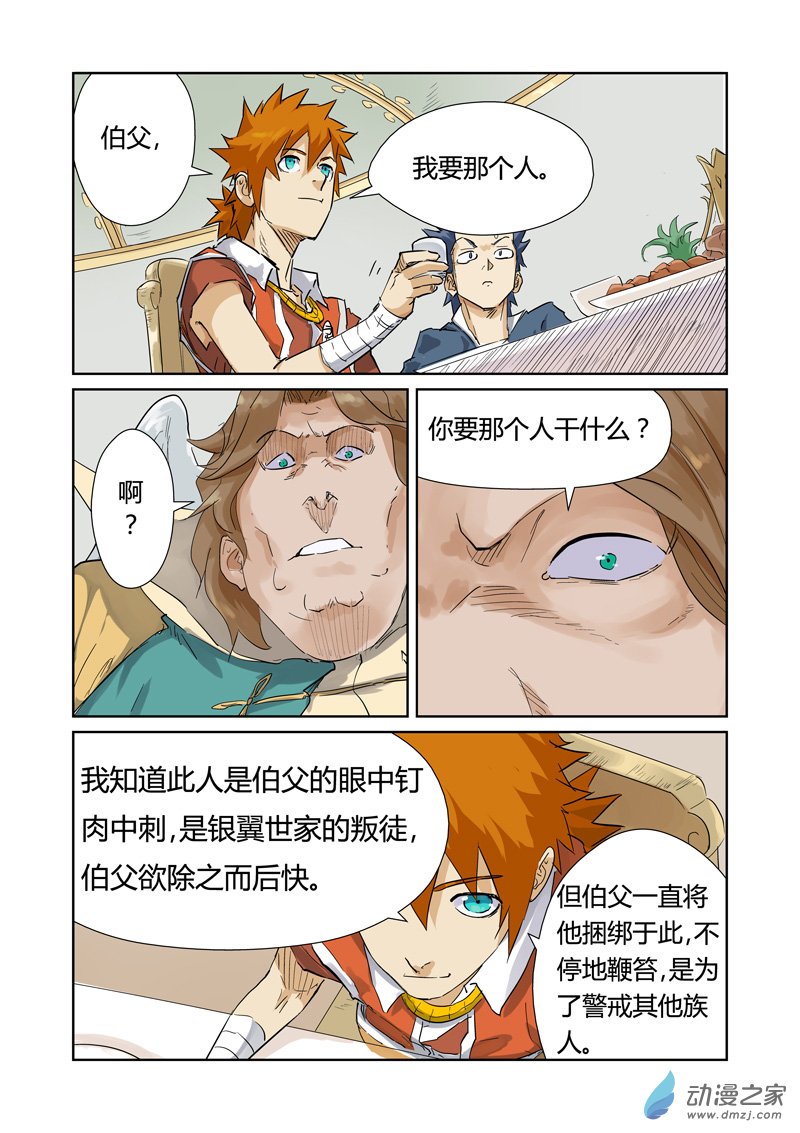 伯父，
我要那个人。
啊
？
你要那个人干什么？
我知道此人是伯父的眼中钉
肉中刺，是银翼世家的叛徒，
伯父欲除之而后快。
但伯父一直将
他捆绑于此，不
停地鞭笞，是为
了警戒其他族
人。
动漫之家
www.dmzj.com